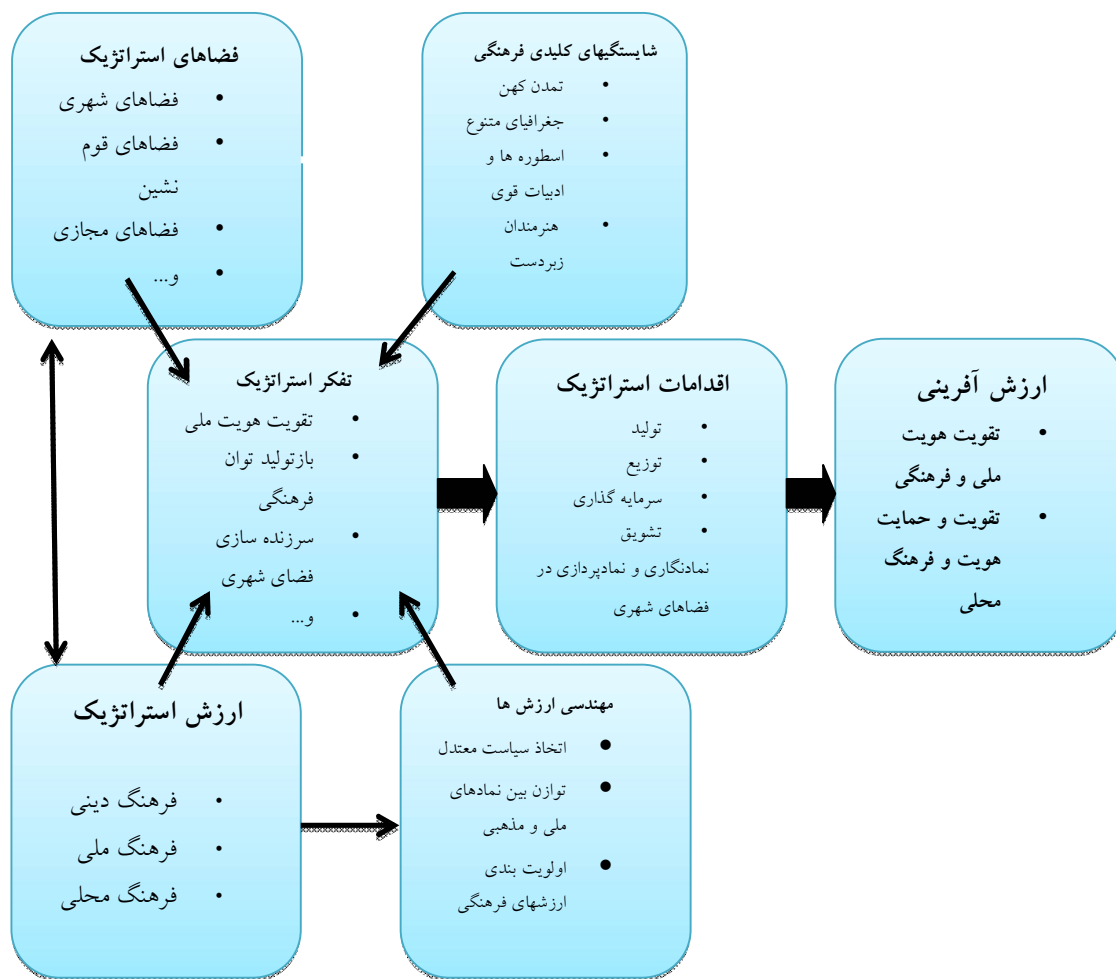 شایستگیهای کلیدی فرهنگی
• تمدن کهن
• جغرافیای متنوع
• اسطوره ها و
ادبیات قوی
• هنرمندان
زبردست
فضاهای استراتژیک
• فضاهای شهری
• فضاهای قوم
نشین
• فضاهای مجازی
• و...
تفکر استراتژیک
• تقویت هویت ملی
• بازتولید توان
فرهنگی
• سرزنده سازی
فضای شهری
• و...
اقدامات استراتژیک
• تولید
• توزیع
• سرمایه گذاری
• تشویق
نمادنگاری و نمادپردازی در
فضاهای شهری
ارزش آفرینی
• تقویت هویت
ملی و فرهنگی
• تقویت و حمایت
هویت و فرهنگ
محلی
مهندسی ارزش ها
• اتخاذ سیاست معتدل
• توازن بین نمادهای
ملی و مذهبی
• اولویت بندی
ارزشهای فرهنگی
ارزش استراتژیک
• فرهنگ دینی
• فرهنگ ملی
• فرهنگ محلی